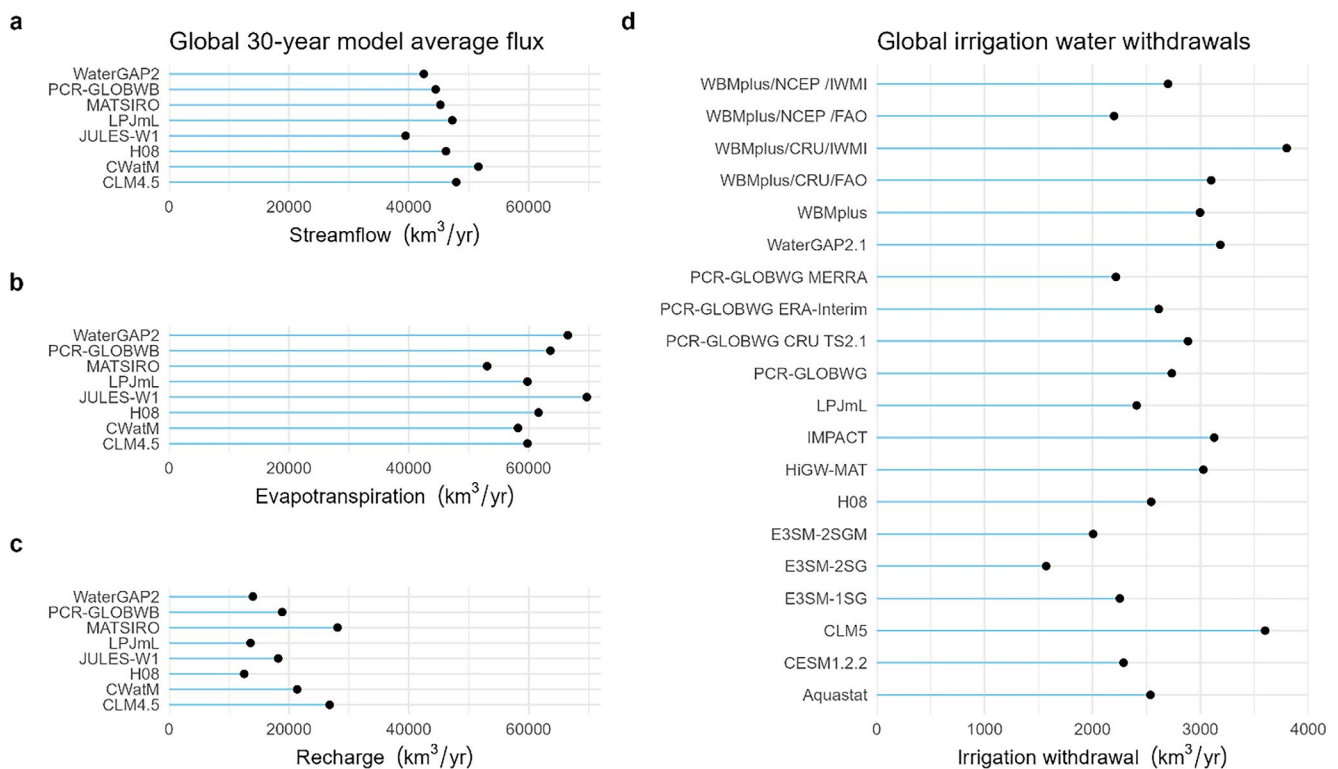 a
Global 30-year model average flux
WaterGAP2
PCR-GLOBWB
MATSIRO
LPJmL
JULES-W1
H08
CWatM
CLM4.5
0 20000 40000 60000
Streamflow (km³/yr)
b
WaterGAP2
PCR-GLOBWB
MATSIRO
LPJmL
JULES-W1
H08
CWatM
CLM4.5
0 20000 40000 60000
Evapotranspiration (km³/yr)
c
WaterGAP2
PCR-GLOBWB
MATSIRO
LPJmL
JULES-W1
H08
CWatM
CLM4.5
0 20000 40000 60000
Recharge (km³/yr)
d
Global irrigation water withdrawals
WBMplus/NCEP /IWMI
WBMplus/NCEP /FAO
WBMplus/CRU/IWMI
WBMplus/CRU/FAO
WBMplus
WaterGAP2.1
PCR-GLOBWG MERRA
PCR-GLOBWG ERA-Interim
PCR-GLOBWG CRU TS2.1
PCR-GLOBWG
LPJmL
IMPACT
HiGW-MAT
H08
E3SM-2SGM
E3SM-2SG
E3SM-1SG
CLM5
CESM1.2.2
Aquastat
0 1000 2000 3000 4000
Irrigation withdrawal (km³/yr)